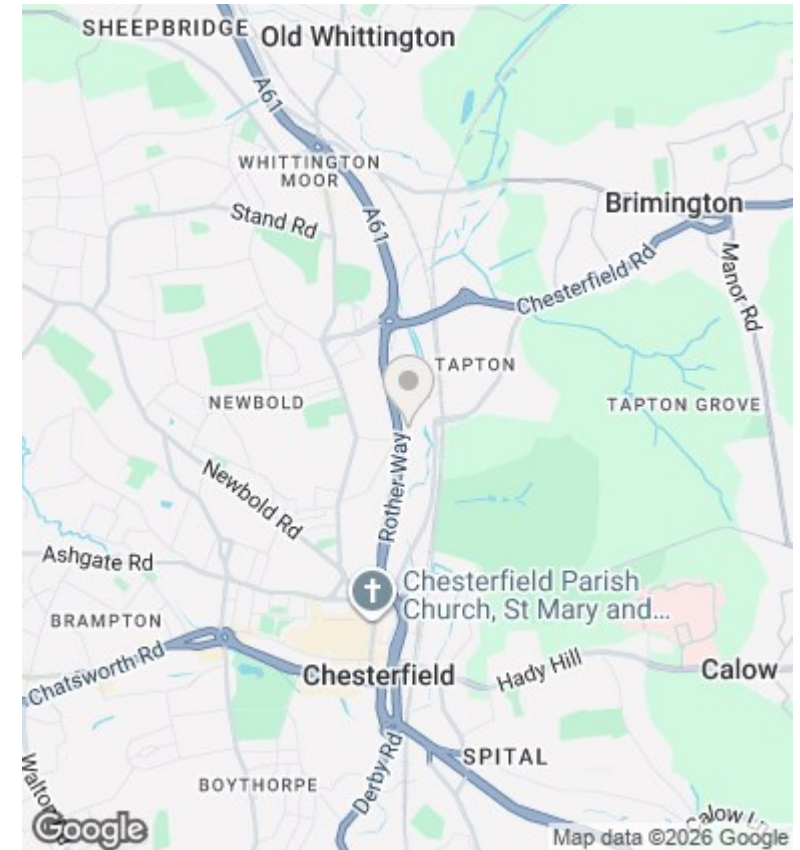 SHEEPBRIDGE
Old Whittington
A61
WHITTINGTON
MOOR
Stand Rd
A61
Brimington
Chesterfield Rd
Manor Rd
TAPTON
NEWBOLD
TAPTON GROVE
Rother Way
Newbold Rd
Ashgate Rd
Chesterfield Parish
Church, St Mary and...
BRAMPTON
Chatsworth Rd
Chesterfield
Hady Hill
Calow
Derby Rd
SPITAL
BOYTHORPE
Walton Rd
Calow Ln
Google
Map data ©2026 Google